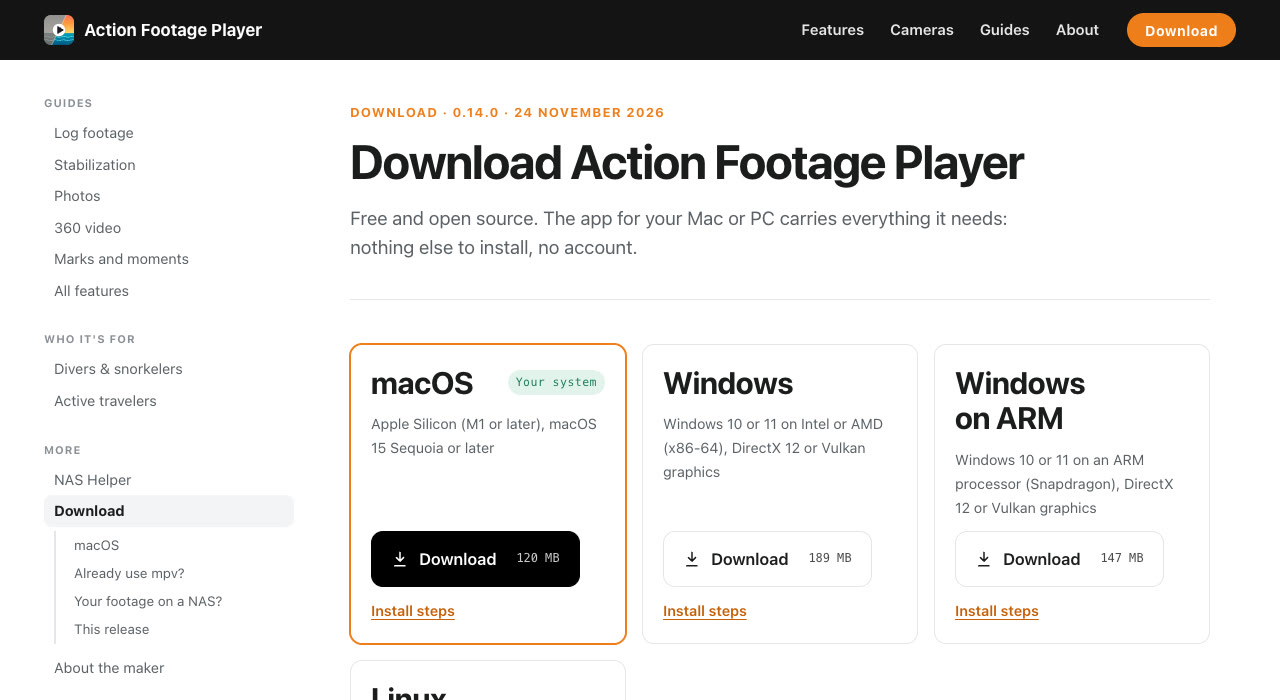 Action Footage Player
Features
Cameras
Guides
About
Download
GUIDES
Log footage
Stabilization
Photos
360 video
Marks and moments
All features
WHO IT'S FOR
Divers & snorkelers
Active travelers
MORE
NAS Helper
Download
macOS
Already use mpv?
Your footage on a NAS?
This release
About the maker
DOWNLOAD · 0.14.0 · 24 NOVEMBER 2026
Download Action Footage Player
Free and open source. The app for your Mac or PC carries everything it needs:
nothing else to install, no account.
macOS
Your system
Apple Silicon (M1 or later), macOS
15 Sequoia or later
Download 120 MB
Install steps
Windows
Windows 10 or 11 on Intel or AMD
(x86-64), DirectX 12 or Vulkan
graphics
Download 189 MB
Install steps
Windows
on ARM
Windows 10 or 11 on an ARM
processor (Snapdragon), DirectX
12 or Vulkan graphics
Download 147 MB
Install steps
Linux